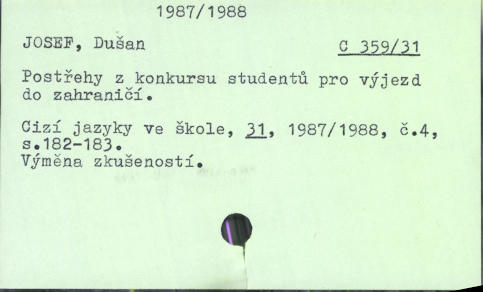 1987/1988
JOSEF, Dušan C 359/31
Postřehy z konkursu studentů pro výjezd
do zahraničí.
Cizí jazyky ve škole, 31, 1987/1988, č.4,
s.182-183.
Výměna zkušeností.